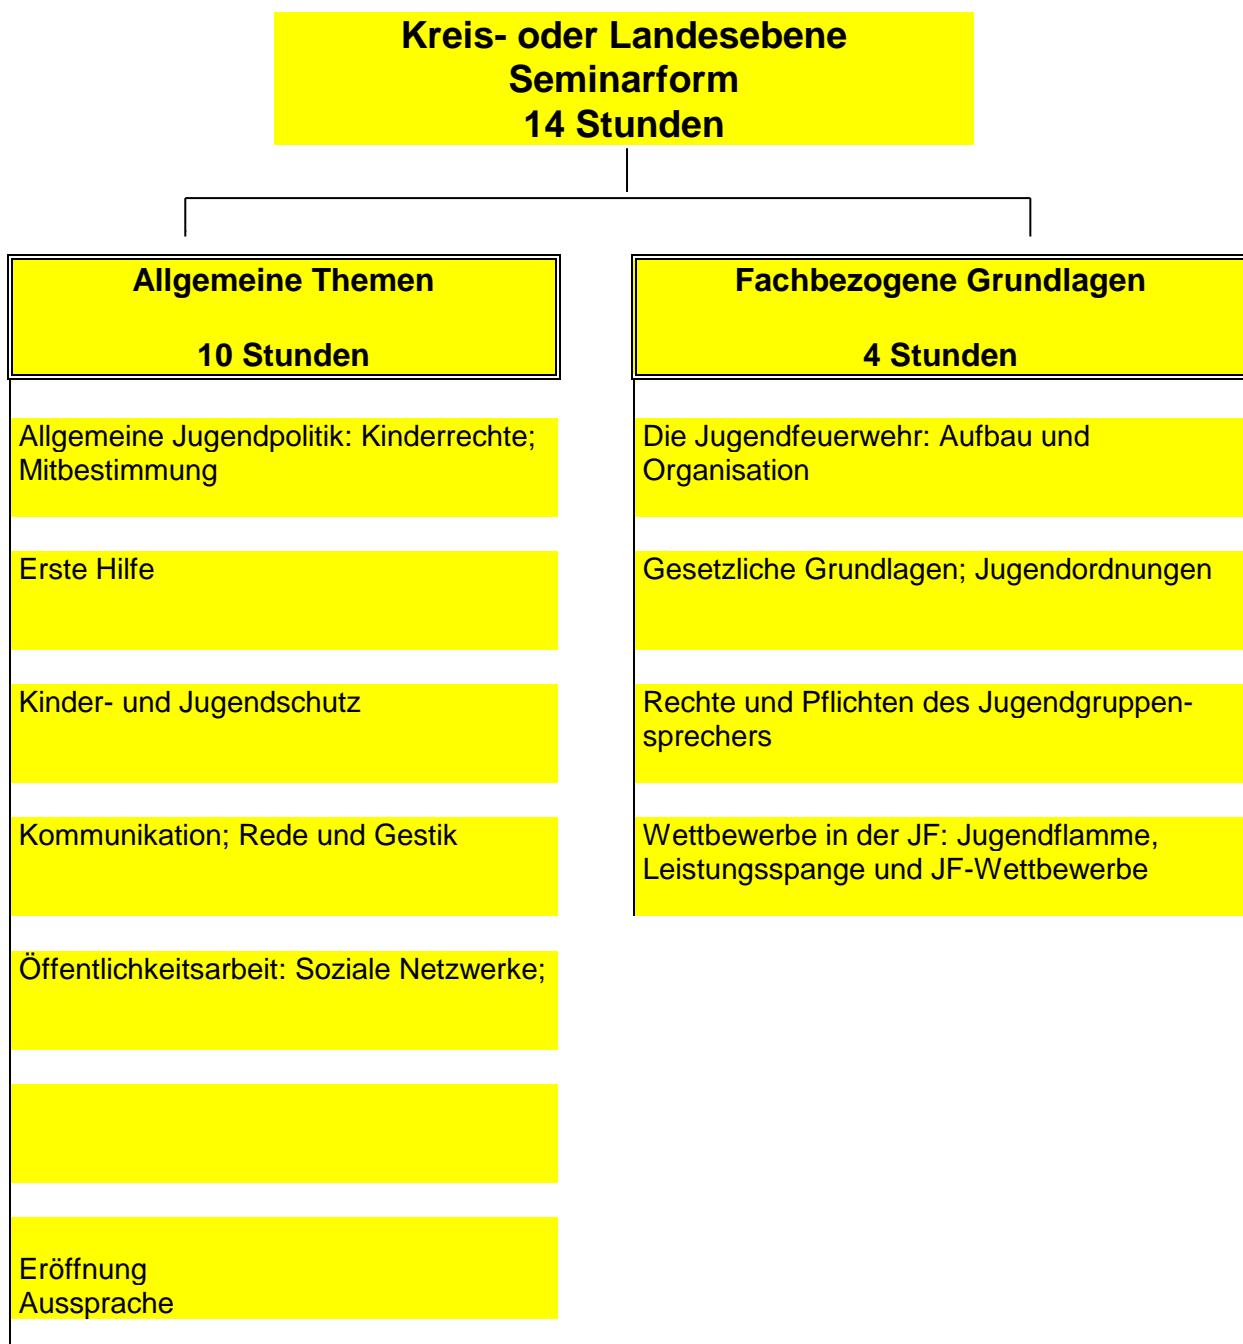 Kreis- oder Landesebene
Seminarform
14 Stunden
Allgemeine Themen
10 Stunden
Allgemeine Jugendpolitik: Kinderrechte;
Mitbestimmung
Erste Hilfe
Kinder- und Jugendschutz
Kommunikation; Rede und Gestik
Öffentlichkeitsarbeit: Soziale Netzwerke;
Eröffnung
Aussprache
Fachbezogene Grundlagen
4 Stunden
Die Jugendfeuerwehr: Aufbau und
Organisation
Gesetzliche Grundlagen; Jugendordnungen
Rechte und Pflichten des Jugendgruppen-
sprechers
Wettbewerbe in der JF: Jugendflamme,
Leistungsspange und JF-Wettbewerbe